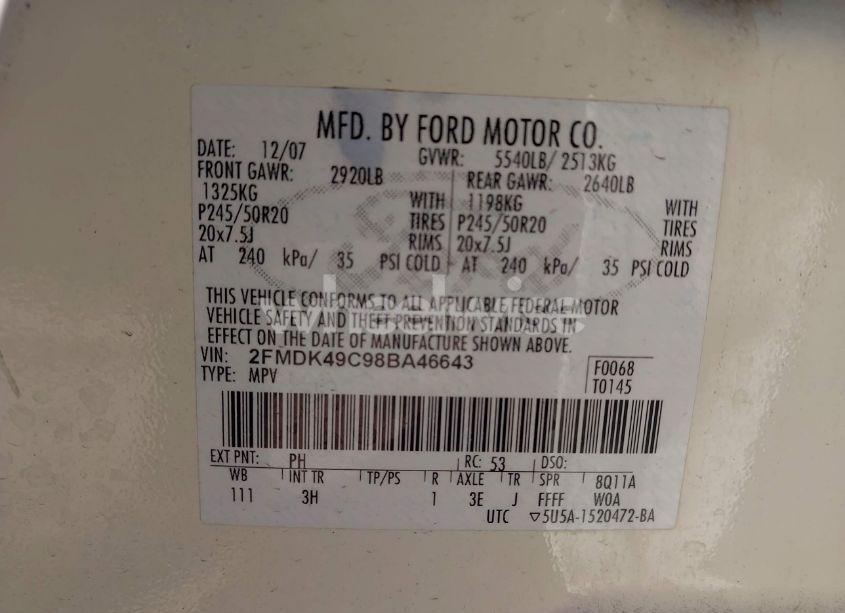 MFD. BY FORD MOTOR CO.
DATE: 12/07 GVWR: 5540LB/ 2513KG
FRONT GAWR: 2920LB REAR GAWR: 2640LB
1325KG WITH 1198KG WITH
P245/50R20 TIRES P245/50R20 TIRES
20x7.5J RIMS 20x7.5J RIMS
AT 240 kPa/ 35 PSI COLD AT 240 kPa/ 35 PSI COLD
THIS VEHICLE CONFORMS TO ALL APPLICABLE FEDERAL MOTOR
VEHICLE SAFETY AND THEFT PREVENTION STANDARDS IN
EFFECT ON THE DATE OF MANUFACTURE SHOWN ABOVE.
VIN: 2FMDK49C98BA46643
TYPE: MPV
F0068
T0145
EXT PNT: PH RC: 53 DSO:
WB INT TR TP/PS R AXLE TR SPR 8Q11A
111 3H 1 3E J FFFF WOA
UTC ▽5U5A-1520472-BA